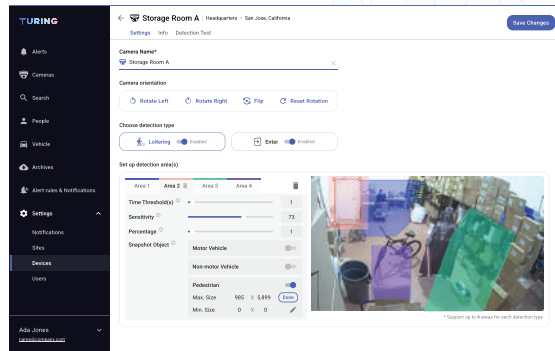 TURING
Alerts
Cameras
Search
People
Vehicle
Archives
Alert rules & Notifications
Settings
Notifications
Sites
Devices
Users
Ada Jones
name@company.com
Storage Room A | Headquarters - San Jose, California
Save Changes
Settings Info Detection Test
Camera Name*
Storage Room A
Camera orientation
Rotate Left Rotate Right Flip Reset Rotation
Choose detection type
Loitering Enabled Enter Enabled
Set up detection area(s)
Area 1 Area 2 Area 3 Area 4
Time Threshold(s) 1
Sensitivity 73
Percentage 1
Snapshot Object Motor Vehicle
Non-motor Vehicle
Pedestrian
Max. Size 985 X 5,899 Done
Min. Size 0 X 0
* Support up to 4 areas for each detection type